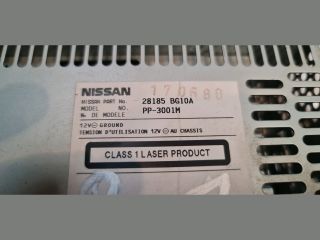 170680
NISSAN
NISSAN PART No. 28185 BG10A
MODEL NO. PP-3001M
№ DE MODELE
12V⊖GROUND
TENSION D'UTILISATION 12V ⊖ AU CHASSIS
CLASS 1 LASER PRODUCT